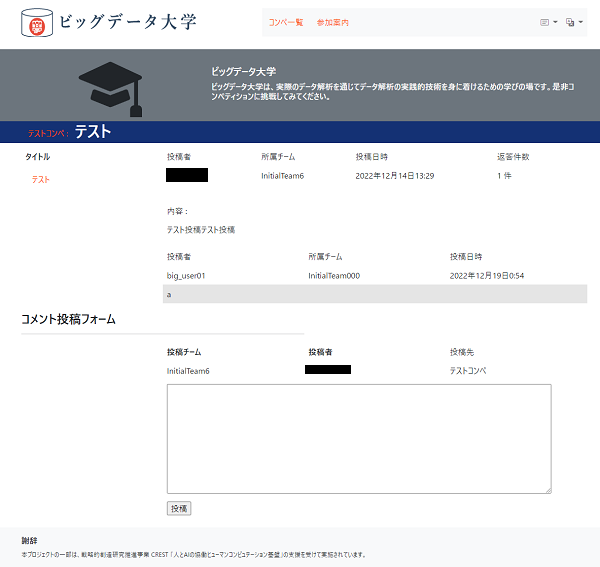 ビッグデータ大学
コンペ一覧 参加案内
ビッグデータ大学
ビッグデータ大学は、実際のデータ解析を通じてデータ解析の実践的技術を身に着けるための学びの場です。是非コ
ンペティションに挑戦してみてください。
テストコンペ : テスト
タイトル 投稿者 所属チーム 投稿日時 返答件数
テスト InitialTeam6 2022年12月14日13:29 1 件
内容 :
テスト投稿テスト投稿
投稿者 所属チーム 投稿日時
big_user01 InitialTeam000 2022年12月19日0:54
a
コメント投稿フォーム
投稿チーム 投稿者 投稿先
InitialTeam6 テストコンペ
投稿
謝辞
本プロジェクトの一部は、戦略的創造研究推進事業 CREST 「人とAIの協働ヒューマンコンピュテーション基盤」の支援を受けて実施されています。